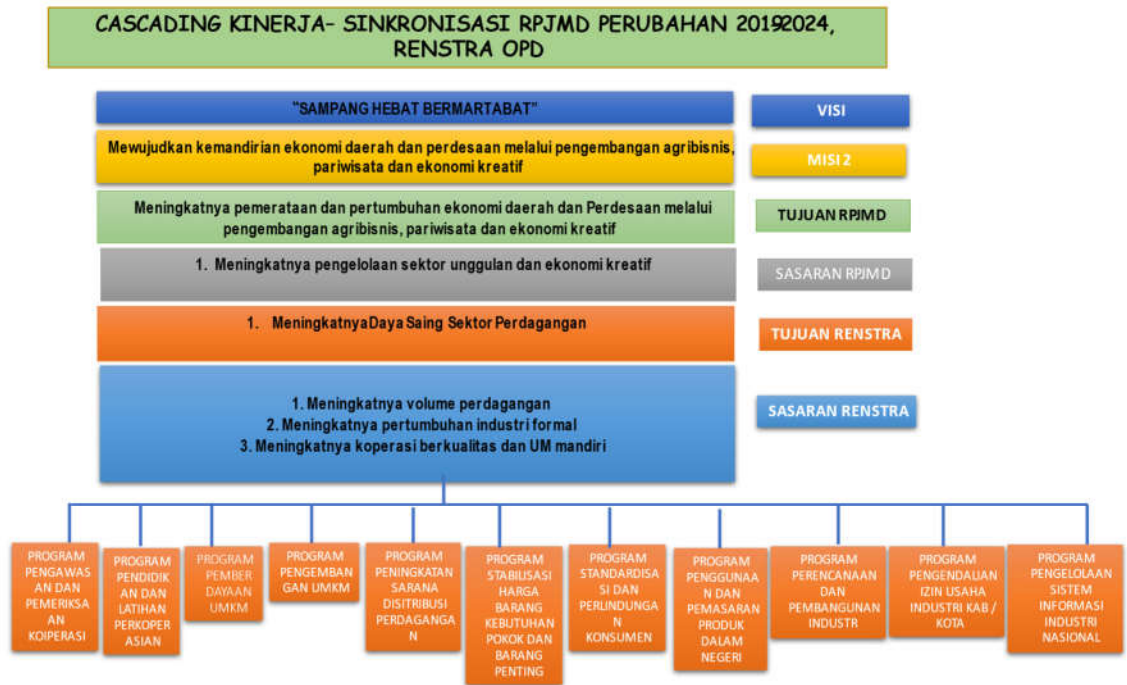 CASCADING KINERJA- SINKRONISASI RPJMD PERUBAHAN 20192024,
RENSTRA OPD
"SAMPANG HEBAT BERMARTABAT"
VISI
Mewujudkan kemandirian ekonomi daerah dan perdesaan melalui pengembangan agribisnis,
pariwisata dan ekonomi kreatif
MISI 2
Meningkatnya pemerataan dan pertumbuhan ekonomi daerah dan Perdesaan melalui
pengembangan agribisnis, pariwisata dan ekonomi kreatif
TUJUAN RPJMD
1. Meningkatnya pengelolaan sektor unggulan dan ekonomi kreatif
SASARAN RPJMD
1. MeningkatnyaDaya Saing Sektor Perdagangan
TUJUAN RENSTRA
1. Meningkatnya volume perdagangan
2. Meningkatnya pertumbuhan industri formal
3. Meningkatnya koperasi berkualitas dan UM mandiri
SASARAN RENSTRA
PROGRAM
PENGAWAS
AN DAN
PEMERIKSA
AN
KOIPERASI
PROGRAM
PENDIDIK
AN DAN
LATIHAN
PERKOPER
ASIAN
PROGRAM
PEMBER
DAYAAN
UMKM
PROGRAM
PENGEMBAN
GAN UMKM
PROGRAM
PENINGKATAN
SARANA
DISITRIBUSI
PERDAGANGA
N
PROGRAM
STABILISASI
HARGA
BARANG
KEBUTUHAN
POKOK DAN
BARANG
PENTING
PROGRAM
STANDARDISA
SI DAN
PERLINDUNGA
N
KONSUMEN
PROGRAM
PENGGUNAA
N DAN
PEMASARAN
PRODUK
DALAM
NEGERI
PROGRAM
PERENCANAAN
DAN
PEMBANGUNAN
INDUSTR
PROGRAM
PENGENDAUAN
IZIN USAHA
INDUSTRI KAB /
KOTA
PROGRAM
PENGELOLAAN
SISTEM
INFORMASI
INDUSTRI
NASIONAL